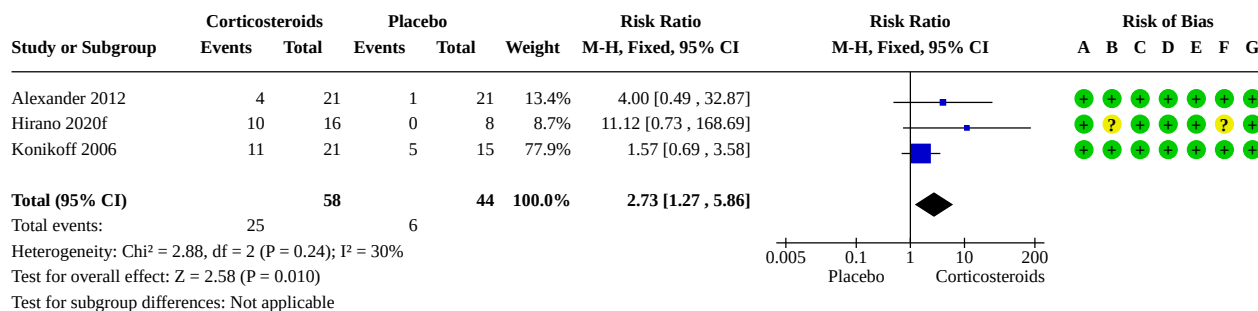 Corticosteroids Placebo Risk Ratio Risk Ratio Risk of Bias
Study or Subgroup Events Total Events Total Weight M-H, Fixed, 95% CI M-H, Fixed, 95% CI A B C D E F G
Alexander 2012 4 21 1 21 13.4% 4.00 [0.49 , 32.87] + + + + + + +
Hirano 2020f 10 16 0 8 8.7% 11.12 [0.73 , 168.69] + ? + + + ? +
Konikoff 2006 11 21 5 15 77.9% 1.57 [0.69 , 3.58] + + + + + + +
Total (95% CI) 58 44 100.0% 2.73 [1.27 , 5.86]
Total events: 25 6
Heterogeneity: Chi² = 2.88, df = 2 (P = 0.24); I² = 30%
0.005 0.1 1 10 200
Test for overall effect: Z = 2.58 (P = 0.010)
Placebo Corticosteroids
Test for subgroup differences: Not applicable